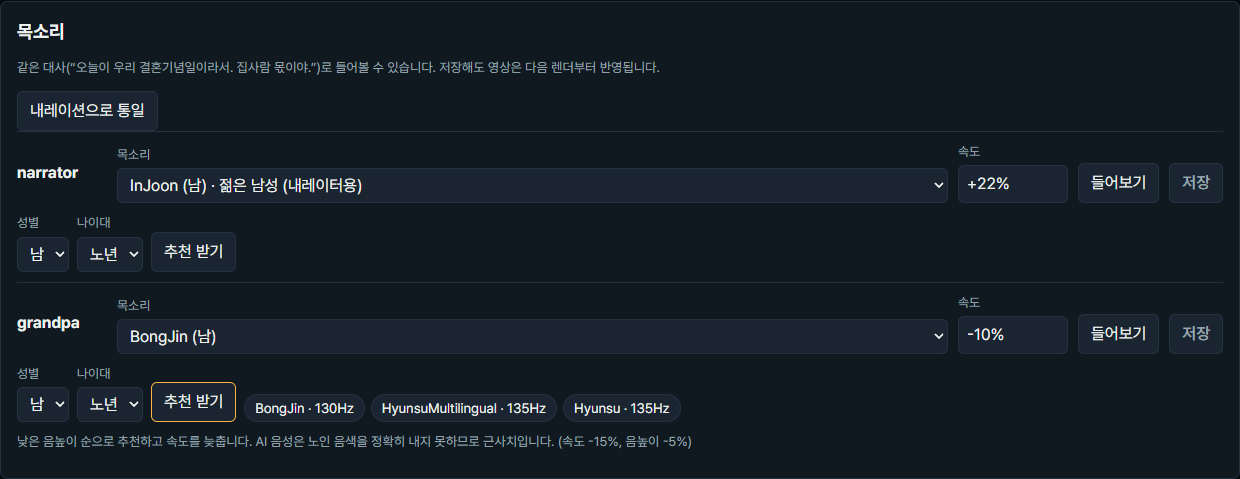 목소리
같은 대사("오늘이 우리 결혼기념일이라서. 집사람 몫이야.")로 들어볼 수 있습니다. 저장해도 영상은 다음 렌더부터 반영됩니다.
내레이션으로 통일
narrator
목소리
InJoon (남) · 젊은 남성 (내레이터용)
속도
+22%
들어보기
저장
성별
나이대
남
노년
추천 받기
grandpa
목소리
BongJin (남)
속도
-10%
들어보기
저장
성별
나이대
남
노년
추천 받기
BongJin · 130Hz
HyunsuMultilingual · 135Hz
Hyunsu · 135Hz
낮은 음높이 순으로 추천하고 속도를 늦춥니다. AI 음성은 노인 음색을 정확히 내지 못하므로 근사치입니다. (속도 -15%, 음높이 -5%)